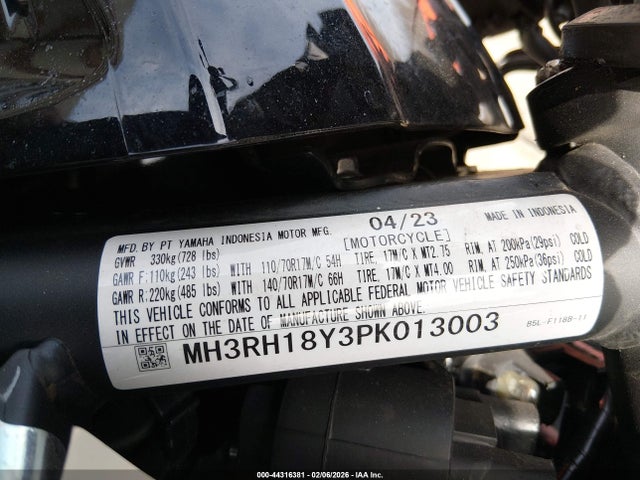 MFD. BY PT YAMAHA INDONESIA MOTOR MFG. 04/23 MADE IN INDONESIA
GVWR 330kg(728 lbs) [MOTORCYCLE]
GAWR F:110kg(243 lbs) WITH 110/70R17M/C 54H TIRE, 17M/C X MT2.75 RIM, AT 200kPa(29psi) COLD
GAWR R:220kg(485 lbs) WITH 140/70R17M/C 66H TIRE, 17M/C X MT4.00 RIM, AT 250kPa(36psi) COLD
THIS VEHICLE CONFORMS TO ALL APPLICABLE FEDERAL MOTOR VEHICLE SAFETY STANDARDS
IN EFFECT ON THE DATE OF MANUFACTURE SHOWN ABOVE.
MH3RH18Y3PK013003
B5L-F118B-11
000-44316381 - 02/06/2026 - IAA Inc.